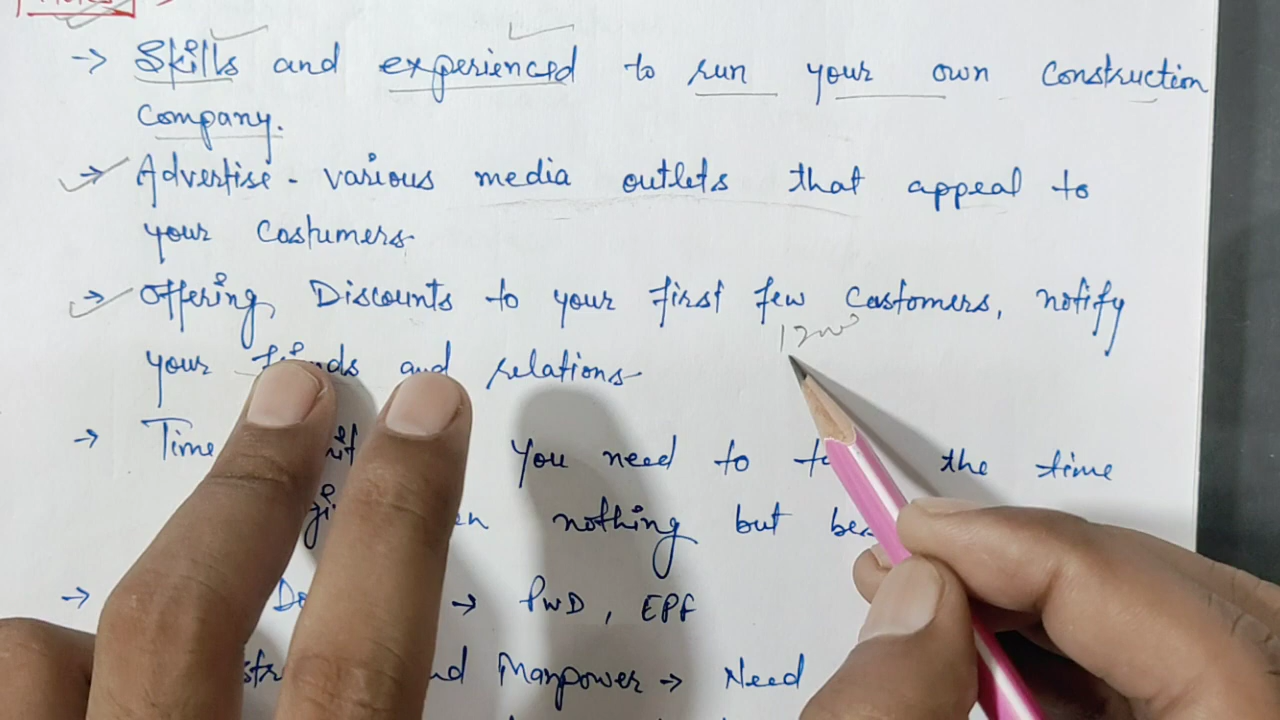 → Skills and experienced to run your own Construction
Company.
→ Advertise - various media outlets that appeal to
your Costumers
→ Offering Discounts to your first few Castomers, notify
your and relations
→ Time You need to the time
nothing but
→ → PWD, EPF
and Manpower → Need